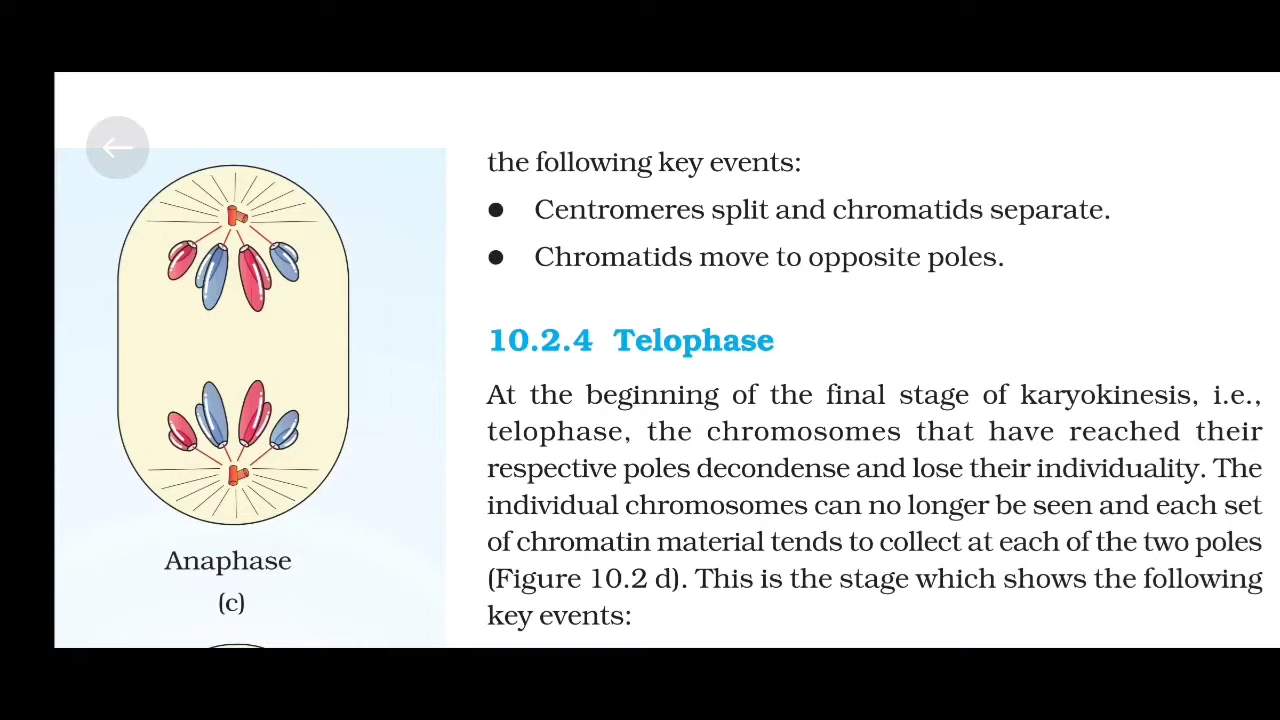 the following key events:
● Centromeres split and chromatids separate.
● Chromatids move to opposite poles.
10.2.4 Telophase
At the beginning of the final stage of karyokinesis, i.e.,
telophase, the chromosomes that have reached their
respective poles decondense and lose their individuality. The
individual chromosomes can no longer be seen and each set
of chromatin material tends to collect at each of the two poles
(Figure 10.2 d). This is the stage which shows the following
key events:
Anaphase
(c)